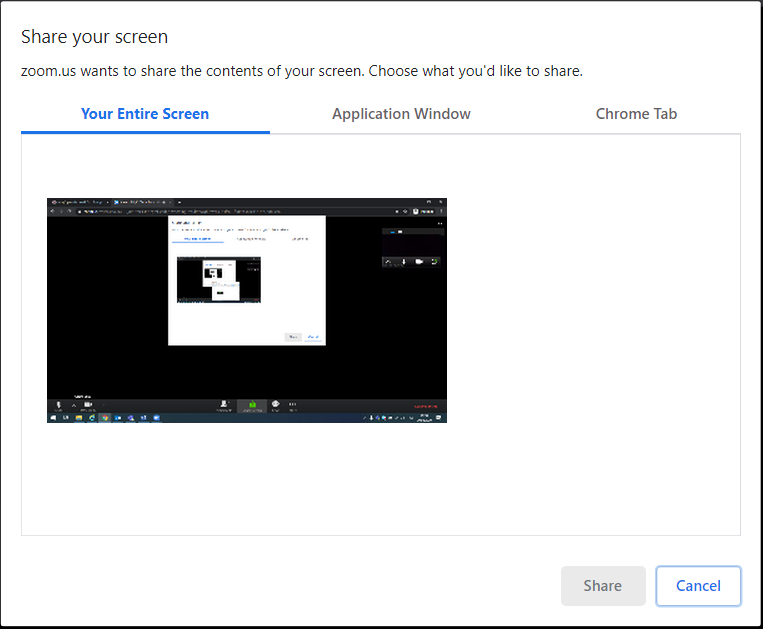 Share your screen
zoom.us wants to share the contents of your screen. Choose what you'd like to share.
Your Entire Screen
Application Window
Chrome Tab
Share
Cancel